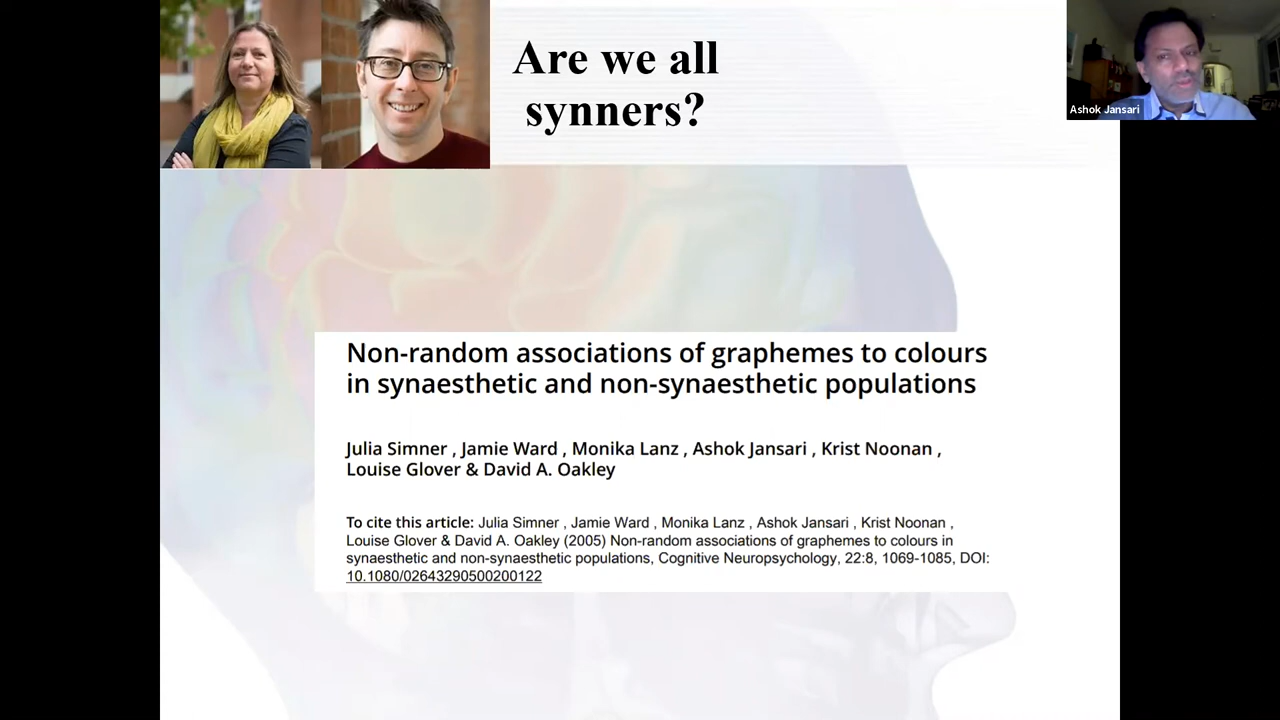 Are we all
synners?
Ashok Jansari
Non-random associations of graphemes to colours
in synaesthetic and non-synaesthetic populations
Julia Simner , Jamie Ward , Monika Lanz , Ashok Jansari , Krist Noonan ,
Louise Glover & David A. Oakley
To cite this article: Julia Simner , Jamie Ward , Monika Lanz , Ashok Jansari , Krist Noonan ,
Louise Glover & David A. Oakley (2005) Non-random associations of graphemes to colours in
synaesthetic and non-synaesthetic populations, Cognitive Neuropsychology, 22:8, 1069-1085, DOI:
10.1080/02643290500200122